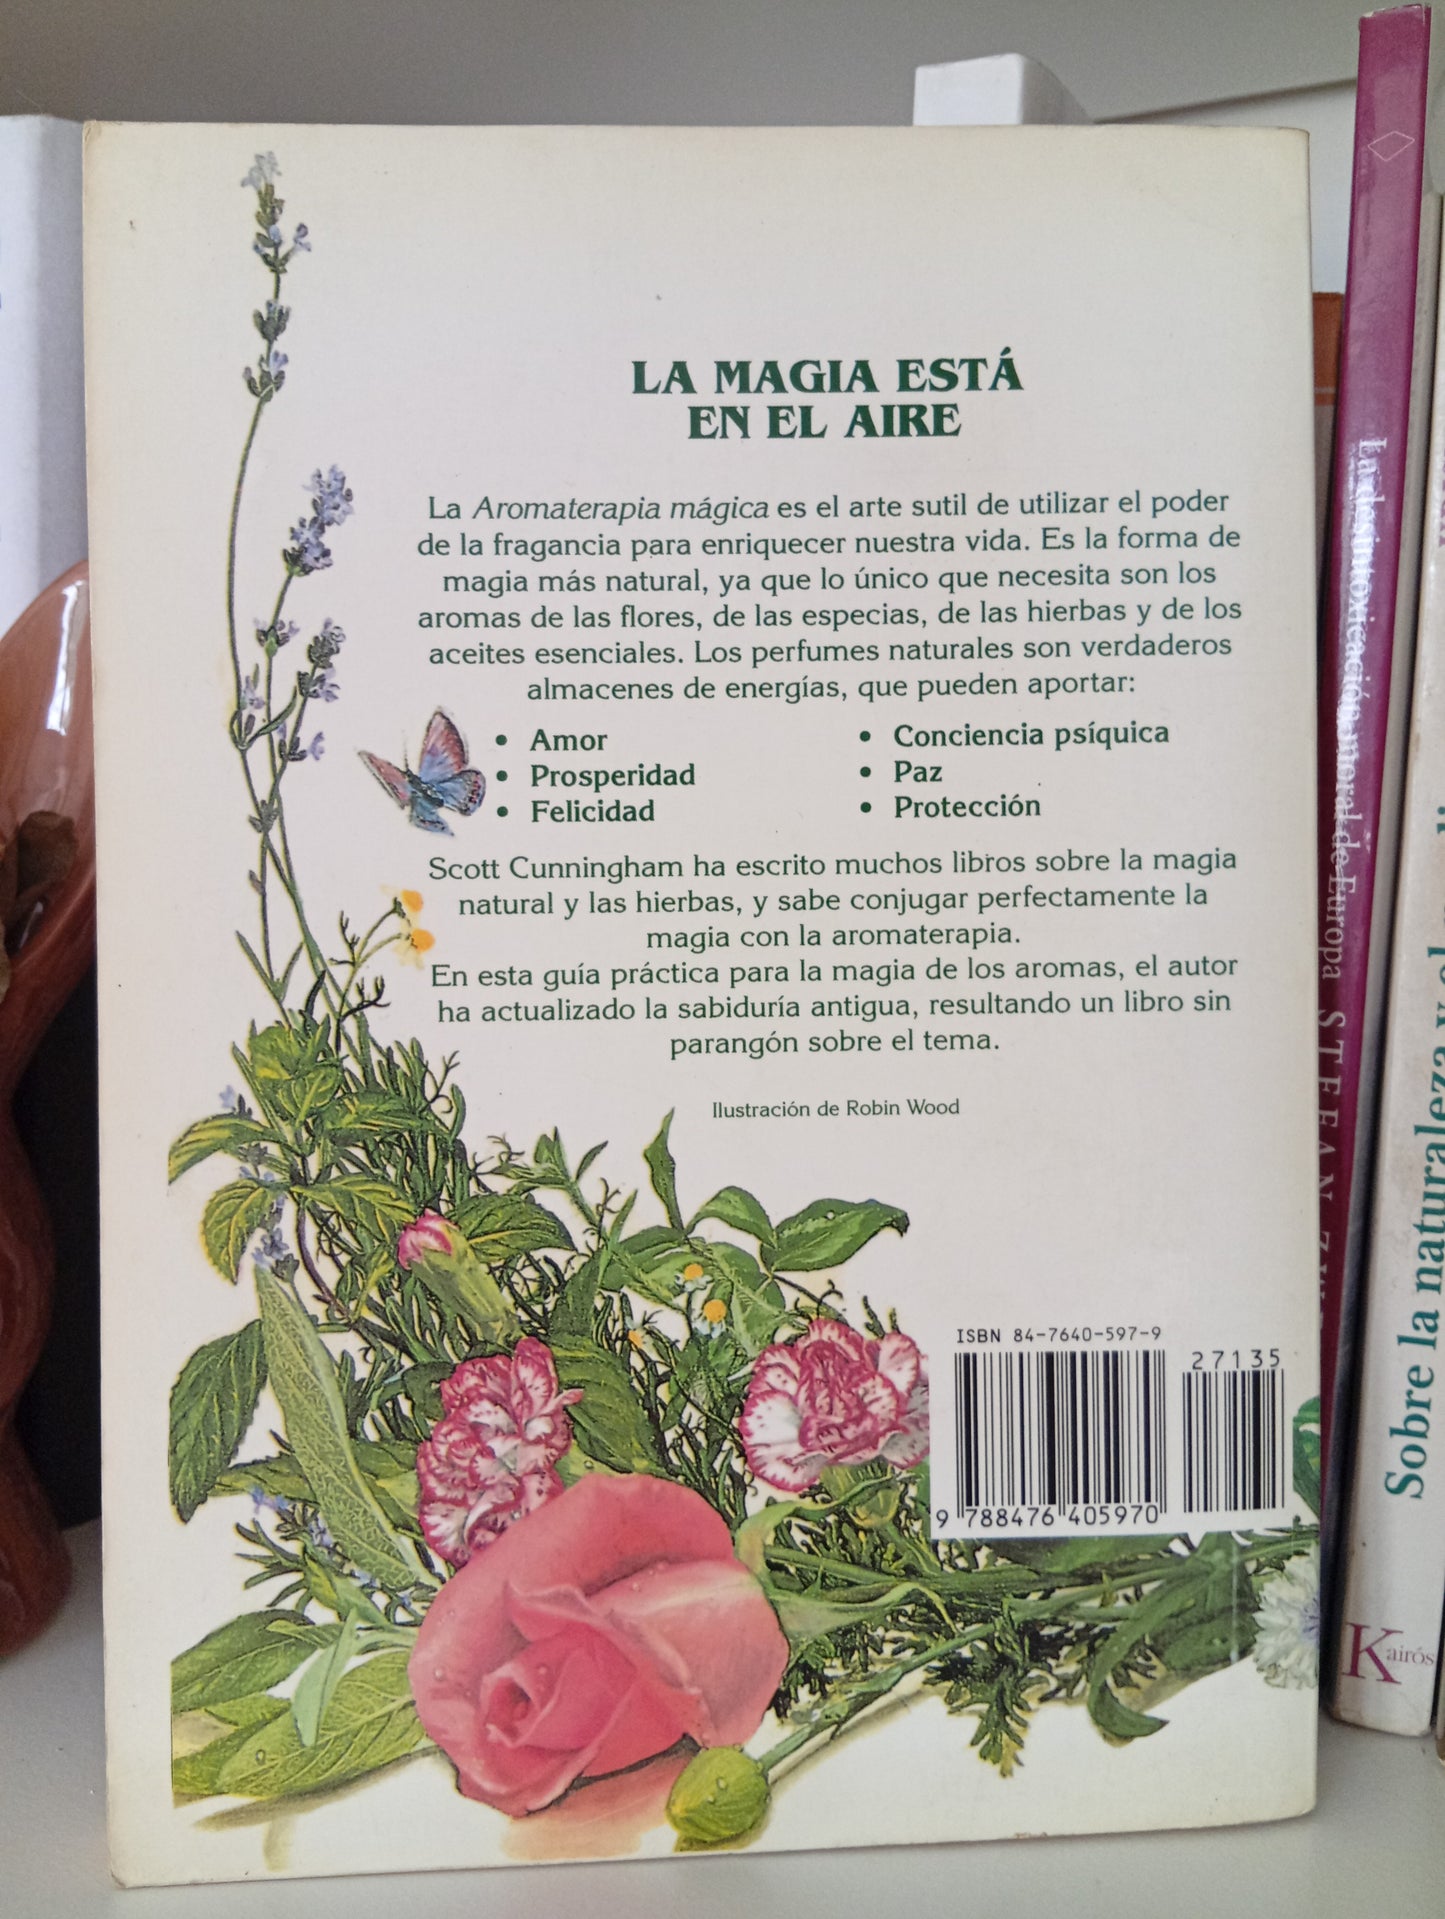 LA MAGIA ESTÁ
EN EL AIRE
La Aromaterapia mágica es el arte sutil de utilizar el poder
de la fragancia para enriquecer nuestra vida. Es la forma de
magia más natural, ya que lo único que necesita son los
aromas de las flores, de las especias, de las hierbas y de los
aceites esenciales. Los perfumes naturales son verdaderos
almacenes de energías, que pueden aportar:
• Amor
• Prosperidad
• Felicidad
• Conciencia psíquica
• Paz
• Protección
Scott Cunningham ha escrito muchos libros sobre la magia
natural y las hierbas, y sabe conjugar perfectamente la
magia con la aromaterapia.
En esta guía práctica para la magia de los aromas, el autor
ha actualizado la sabiduría antigua, resultando un libro sin
parangón sobre el tema.
Ilustración de Robin Wood
ISBN 84-7640-597-9
27135
9 788476 405970
La desintoxicación moral de Europa STEFAN
Kairós
Sobre la naturaleza y el